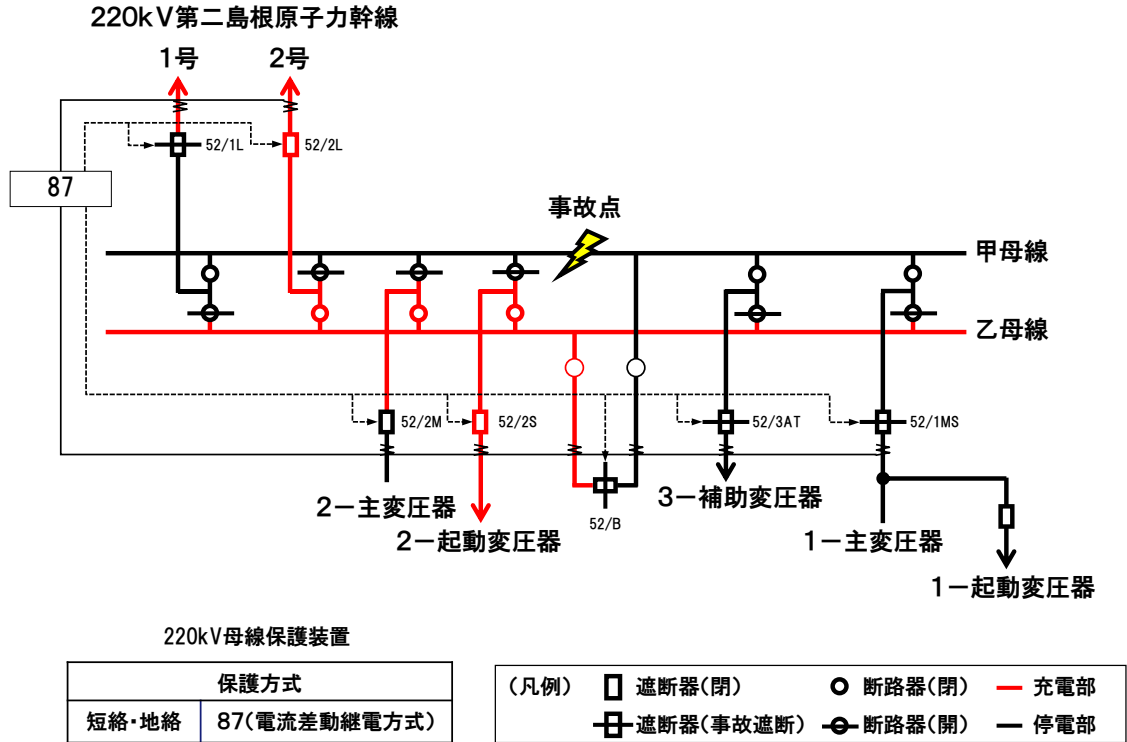 220kV第二島根原子力幹線
1号 2号
52/1L 52/2L
87
事故点
甲母線
乙母線
52/2M 52/2S 52/3AT 52/1MS
2－主変圧器
52/B
3－補助変圧器
2－起動変圧器
1－主変圧器
1－起動変圧器
220kV母線保護装置
保護方式
短絡・地絡 87(電流差動継電方式)
(凡例) 遮断器(閉) 断路器(閉) 充電部
遮断器(事故遮断) 断路器(開) 停電部